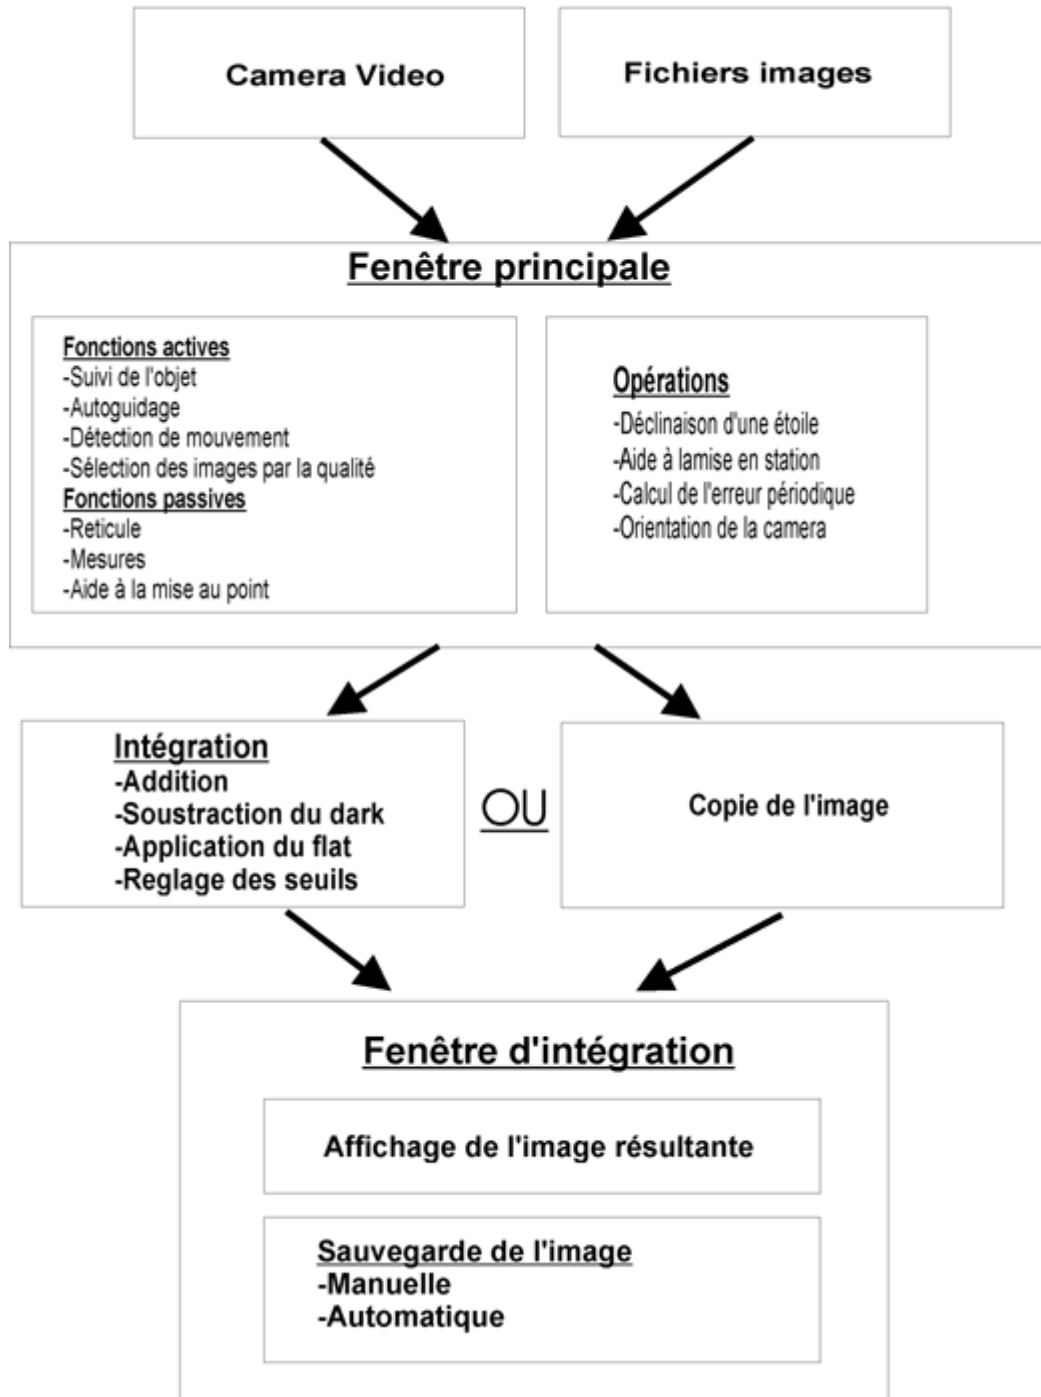 Camera Video
Fichiers images
Fenêtre principale
Fonctions actives
-Suivi de l'objet
-Autoguidage
-Détection de mouvement
-Sélection des images par la qualité
Fonctions passives
-Reticule
-Mesures
-Aide à la mise au point
Opérations
-Déclinaison d'une étoile
-Aide à lamise en station
-Calcul de l'erreur périodique
-Orientation de la camera
Intégration
-Addition
-Soustraction du dark
-Application du flat
-Reglage des seuils
OU
Copie de l'image
Fenêtre d'intégration
Affichage de l'image résultante
Sauvegarde de l'image
-Manuelle
-Automatique